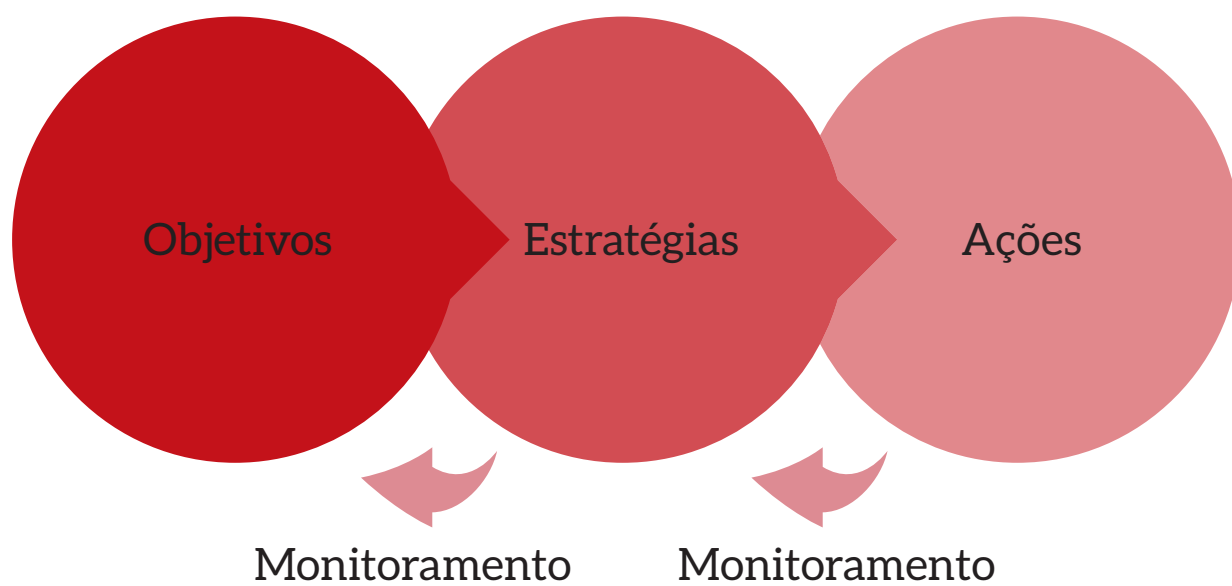 Objetivos
Estratégias
Ações
Monitoramento
Monitoramento